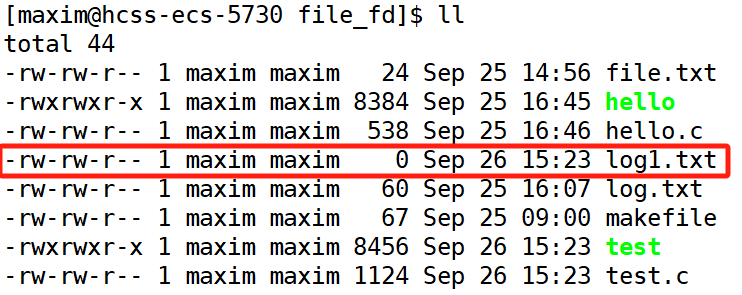 [maxim@hcss-ecs-5730 file_fd]$ ll
total 44
-rw-rw-r-- 1 maxim maxim   24 Sep 25 14:56 file.txt
-rwxrwxr-x 1 maxim maxim 8384 Sep 25 16:45 hello
-rw-rw-r-- 1 maxim maxim  538 Sep 25 16:46 hello.c
-rw-rw-r-- 1 maxim maxim    0 Sep 26 15:23 log1.txt
-rw-rw-r-- 1 maxim maxim   60 Sep 25 16:07 log.txt
-rw-rw-r-- 1 maxim maxim   67 Sep 25 09:00 makefile
-rwxrwxr-x 1 maxim maxim 8456 Sep 26 15:23 test
-rw-rw-r-- 1 maxim maxim 1124 Sep 26 15:23 test.c